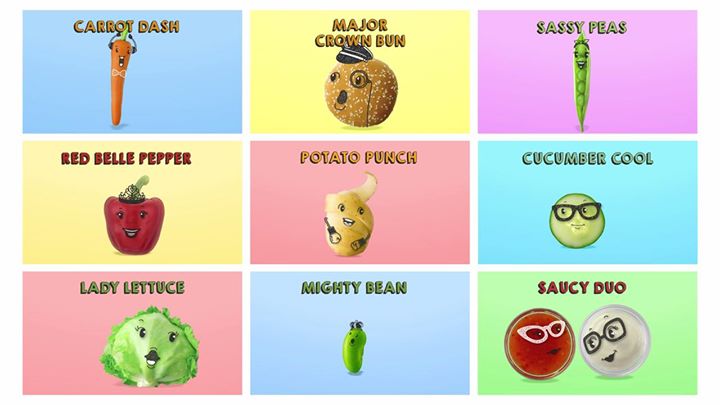 CARROT DASH
MAJOR
CROWN BUN
SASSY PEAS
RED BELLE PEPPER
POTATO PUNCH
CUCUMBER COOL
LADY LETTUCE
MIGHTY BEAN
SAUCY DUO